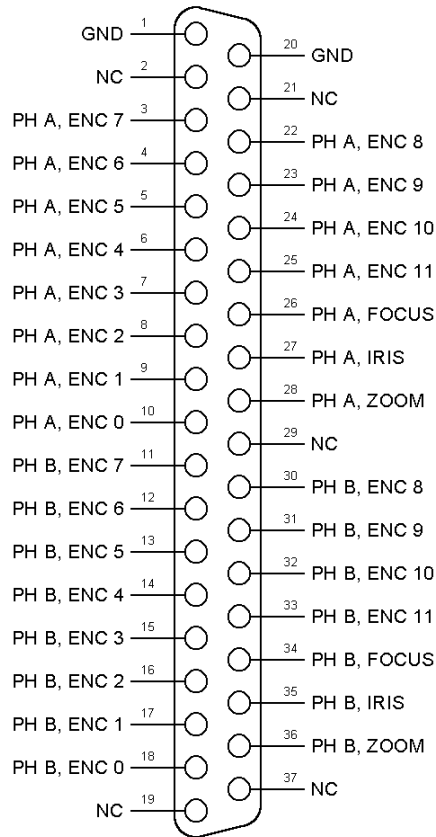 GND 1
NC 2
PH A, ENC 7 3
PH A, ENC 6 4
PH A, ENC 5 5
PH A, ENC 4 6
PH A, ENC 3 7
PH A, ENC 2 8
PH A, ENC 1 9
PH A, ENC 0 10
PH B, ENC 7 11
PH B, ENC 6 12
PH B, ENC 5 13
PH B, ENC 4 14
PH B, ENC 3 15
PH B, ENC 2 16
PH B, ENC 1 17
PH B, ENC 0 18
NC 19
20 GND
21 NC
22 PH A, ENC 8
23 PH A, ENC 9
24 PH A, ENC 10
25 PH A, ENC 11
26 PH A, FOCUS
27 PH A, IRIS
28 PH A, ZOOM
29 NC
30 PH B, ENC 8
31 PH B, ENC 9
32 PH B, ENC 10
33 PH B, ENC 11
34 PH B, FOCUS
35 PH B, IRIS
36 PH B, ZOOM
37 NC